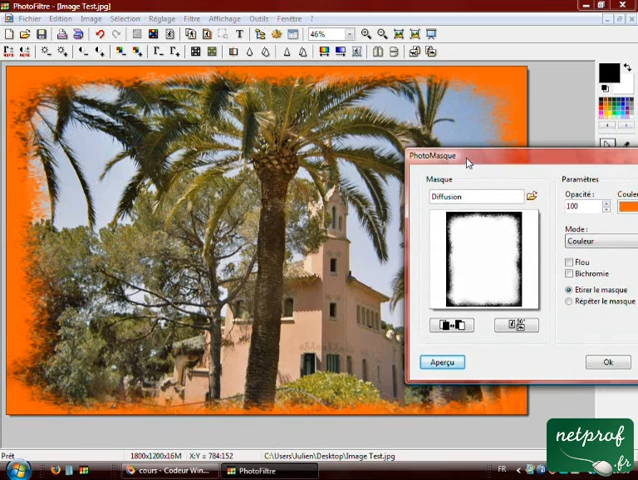 PhotoFiltre - [Image Test.jpg]
Fichier Edition Image Sélection Réglage Filtre Affichage Outils Fenêtre ?
46%
PhotoMasque
Masque
Diffusion
Paramètres
Opacité :
Coule
100
Mode :
Couleur
Flou
Bichromie
Etirer le masque
Répéter le masque
Aperçu
Ok
netprof
.fr
Prêt
1800x1200x16M
X:Y = 784:152
C:\Users\Julien\Desktop\Image Test.jpg
cours - Codeur Win...
PhotoFiltre
FR